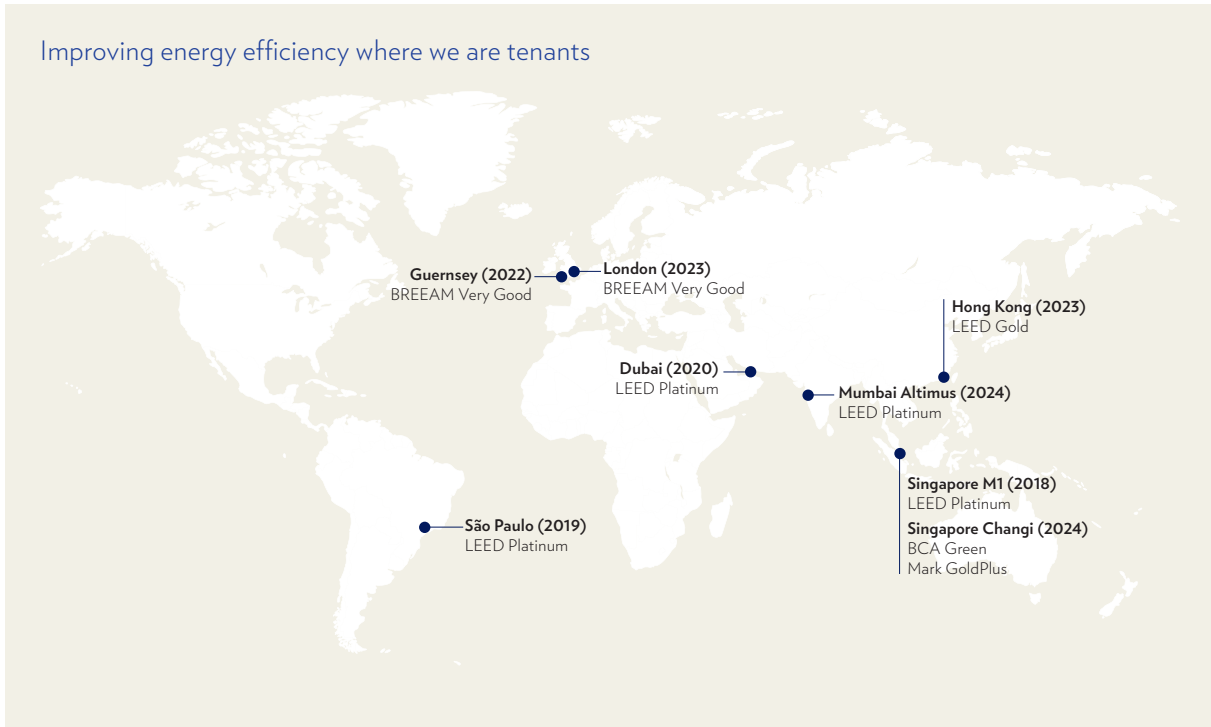 Improving energy efficiency where we are tenants
Guernsey (2022)
BREEAM Very Good
London (2023)
BREEAM Very Good
Hong Kong (2023)
LEED Gold
Dubai (2020)
LEED Platinum
Mumbai Altimus (2024)
LEED Platinum
Singapore M1 (2018)
LEED Platinum
Singapore Changi (2024)
BCA Green
Mark GoldPlus
São Paulo (2019)
LEED Platinum